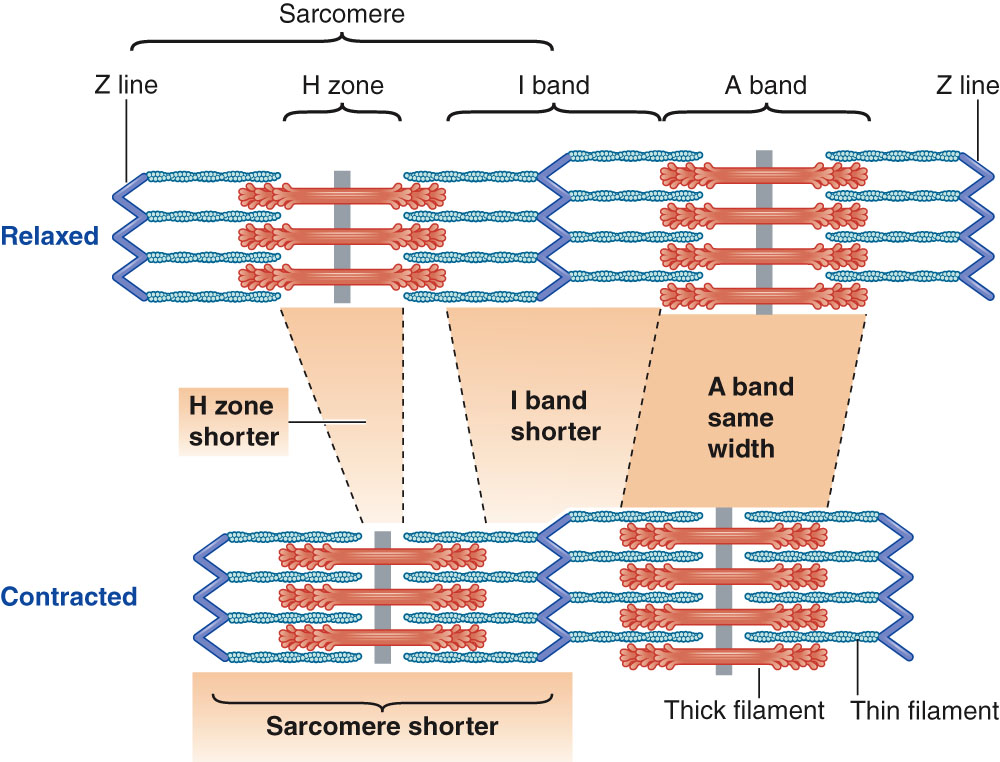 Sarcomere
Z line
H zone
I band
A band
Z line
Relaxed
H zone
shorter
I band
shorter
A band
same
width
Contracted
Sarcomere shorter
Thick filament
Thin filament